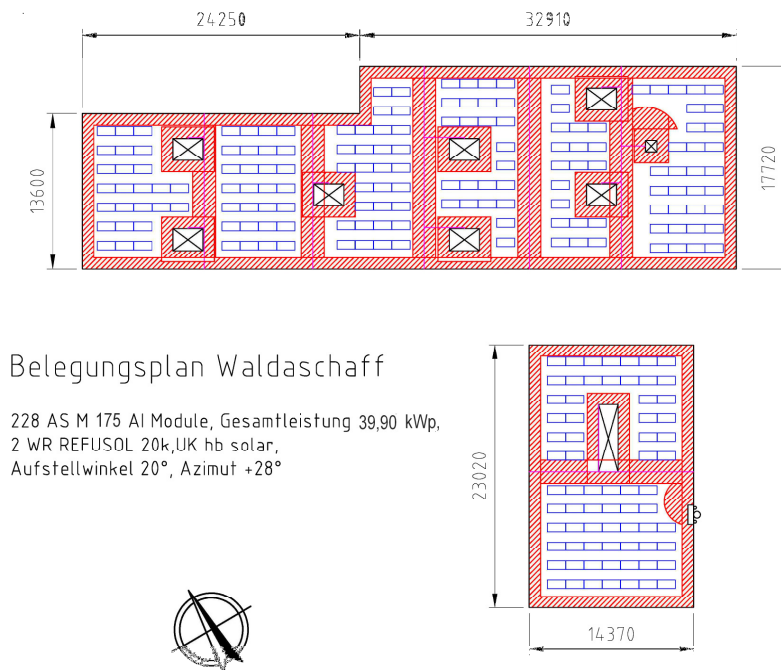 24250
32910
13600
17720
Belegungsplan Waldaschaff
228 AS M 175 AI Module, Gesamtleistung 39,90 kWp,
2 WR REFUSOL 20k,UK hb solar,
Aufstellwinkel 20°, Azimut +28°
23020
14370